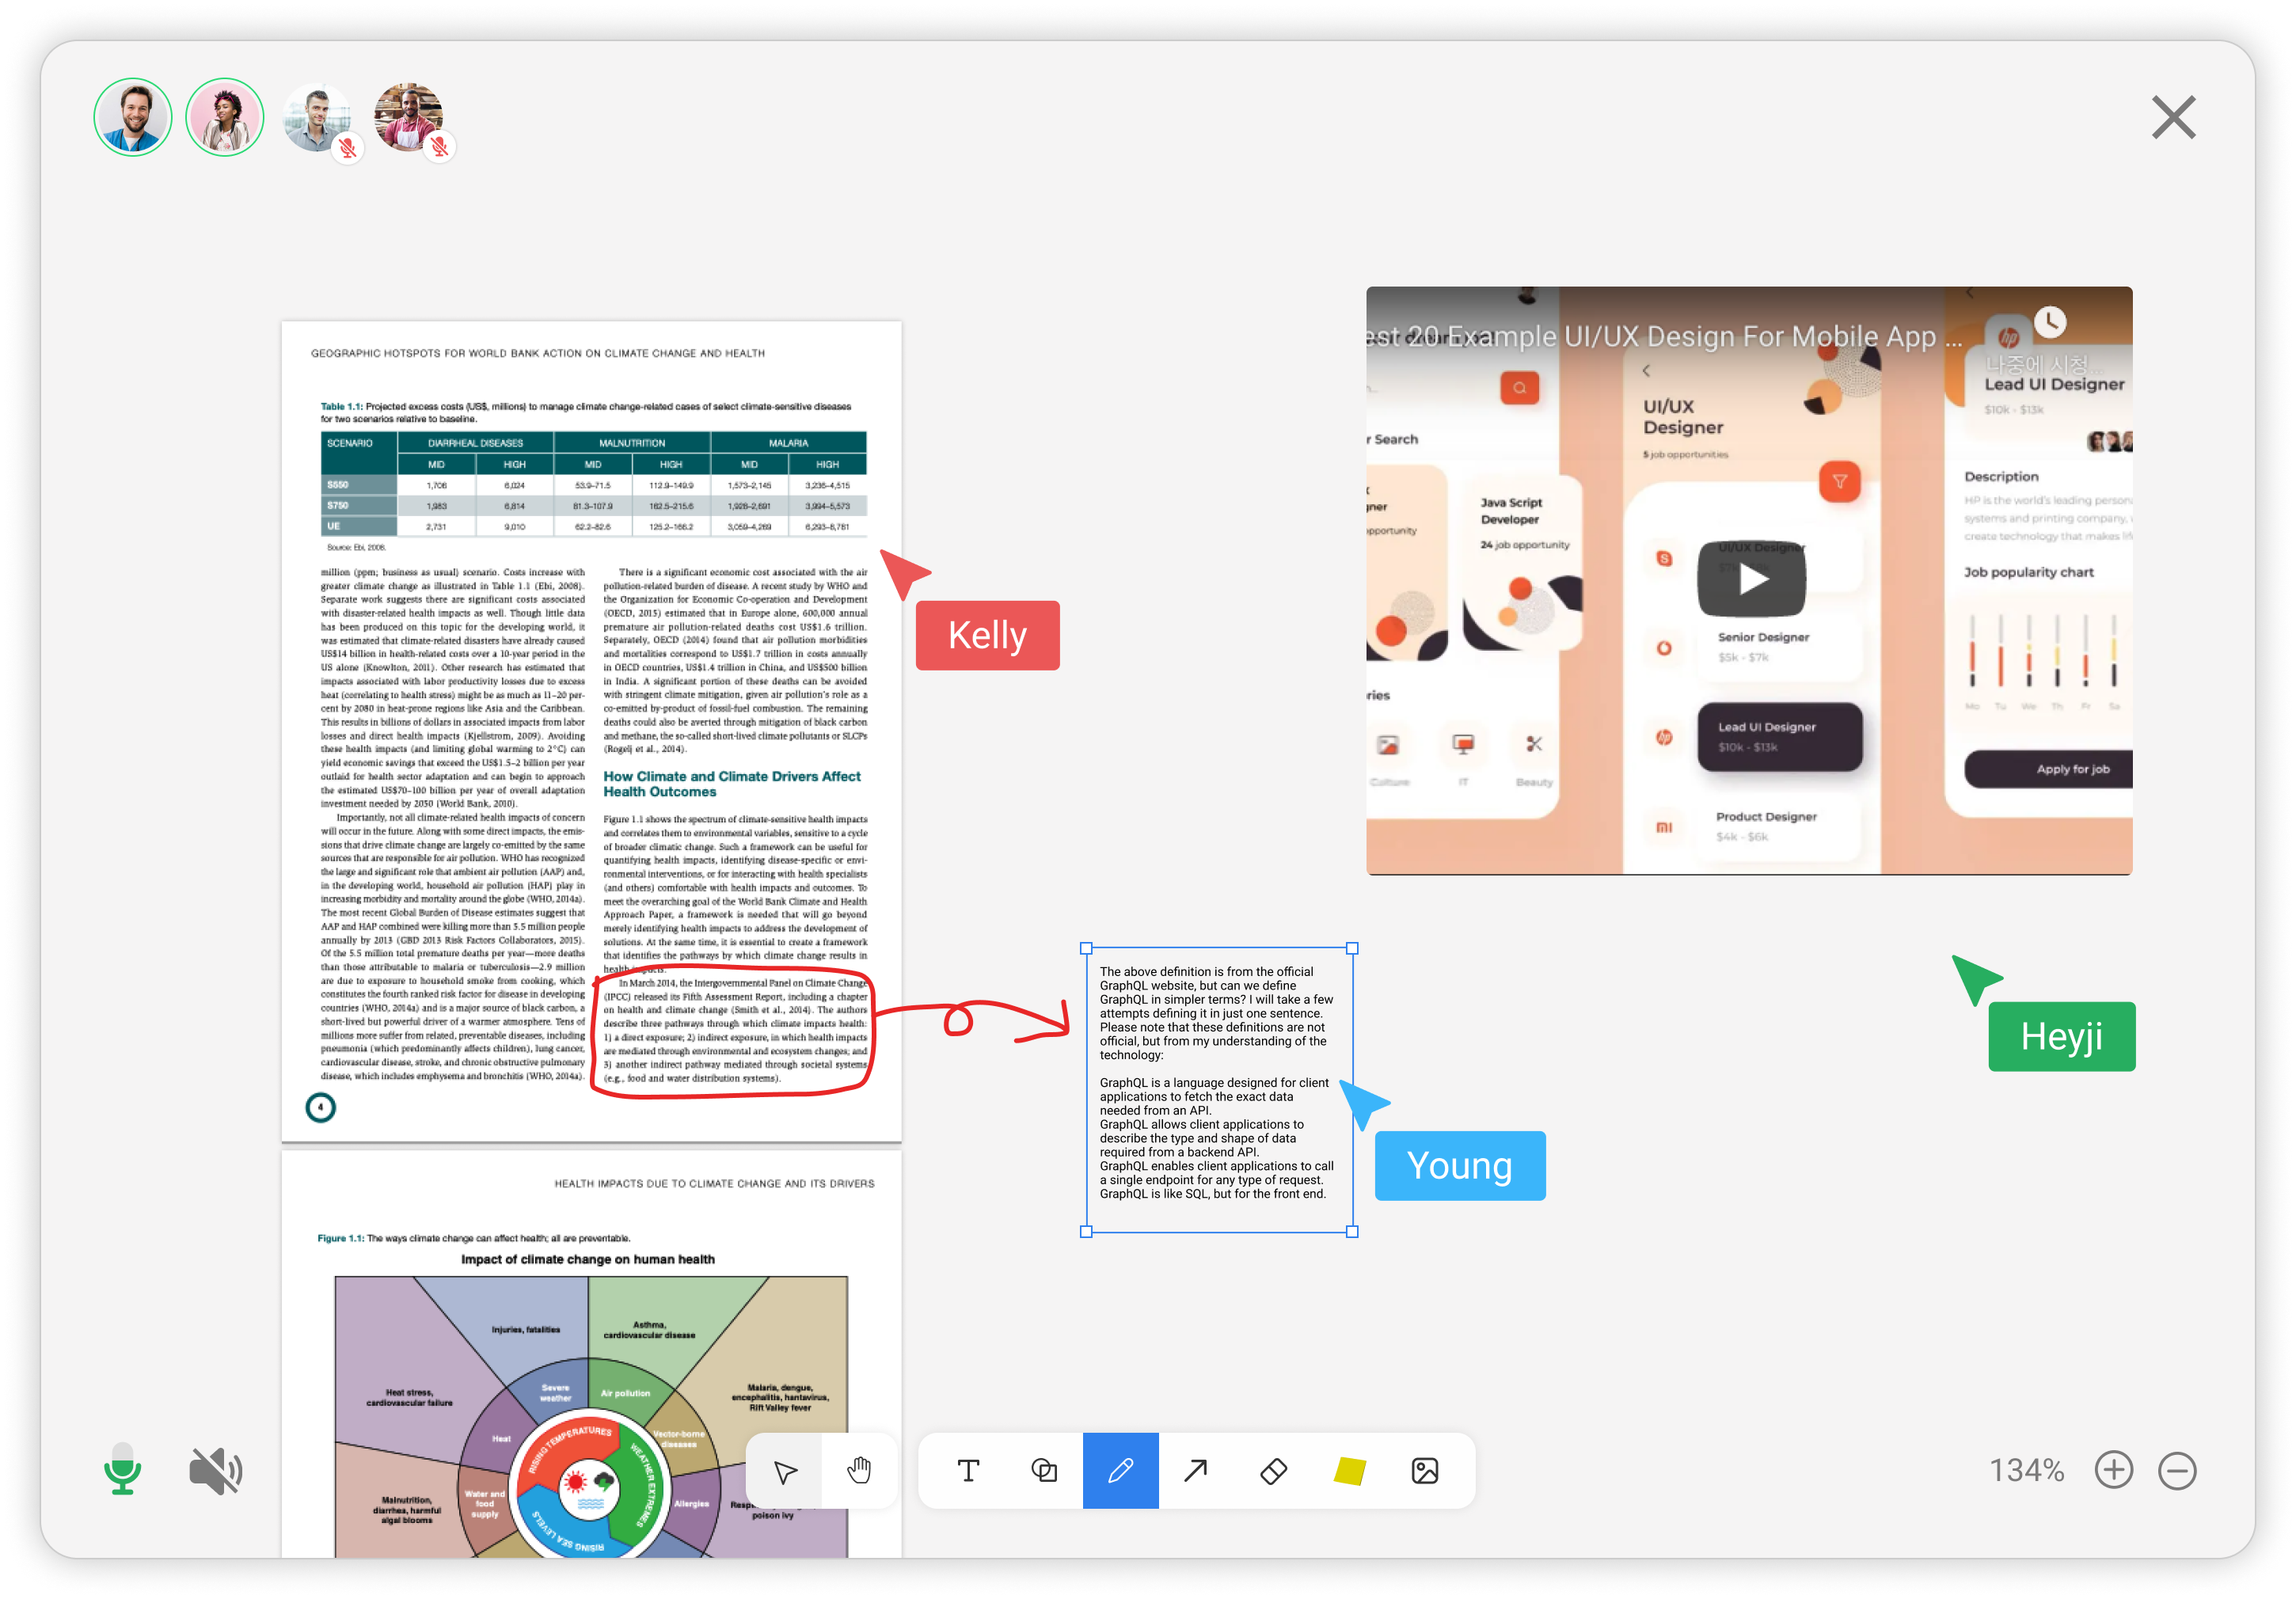 GEOGRAPHIC HOTSPOTS FOR WORLD BANK ACTION ON CLIMATE CHANGE AND HEALTH
Table 1.1: Projected excess costs (US$, millions) to manage climate change-related cases of select climate-sensitive diseases
for two scenarios relative to baseline.
SCENARIO DIARRHEAL DISEASES MALNUTRITION MALARIA
MID HIGH MID HIGH MID HIGH
S550 1,706 6,024 53.9–71.5 112.9–149.9 1,573–2,145 3,236–4,515
S750 1,983 6,814 81.3–107.9 162.5–215.6 1,928–2,691 3,994–5,573
UE 2,731 9,010 62.2–82.6 125.2–166.2 3,059–4,269 6,293–8,781
Source: Ebi, 2008.
million (ppm; business as usual) scenario. Costs increase with
greater climate change as illustrated in Table 1.1 (Ebi, 2008).
Separate work suggests there are significant costs associated
with disaster-related health impacts as well. Though little data
has been produced on this topic for the developing world, it
was estimated that climate-related disasters have already caused
US$14 billion in health-related costs over a 10-year period in the
US alone (Knowlton, 2011). Other research has estimated that
impacts associated with labor productivity losses due to excess
heat (correlating to health stress) might be as much as 11–20 per-
cent by 2080 in heat-prone regions like Asia and the Caribbean.
This results in billions of dollars in associated impacts from labor
losses and direct health impacts (Kjellstrom, 2009). Avoiding
these health impacts (and limiting global warming to 2°C) can
yield economic savings that exceed the US$1.5–2 billion per year
outlaid for health sector adaptation and can begin to approach
the estimated US$70–100 billion per year of overall adaptation
investment needed by 2050 (World Bank, 2010).
Importantly, not all climate-related health impacts of concern
will occur in the future. Along with some direct impacts, the emis-
sions that drive climate change are largely co-emitted by the same
sources that are responsible for air pollution. WHO has recognized
the large and significant role that ambient air pollution (AAP) and,
in the developing world, household air pollution (HAP) play in
increasing morbidity and mortality around the globe (WHO, 2014a).
The most recent Global Burden of Disease estimates suggest that
AAP and HAP combined were killing more than 5.5 million people
annually by 2013 (GBD 2013 Risk Factors Collaborators, 2015).
Of the 5.5 million total premature deaths per year—more deaths
than those attributable to malaria or tuberculosis—2.9 million
are due to exposure to household smoke from cooking, which
constitutes the fourth ranked risk factor for disease in developing
countries (WHO, 2014a) and is a major source of black carbon, a
short-lived but powerful driver of a warmer atmosphere. Tens of
millions more suffer from related, preventable diseases, including
pneumonia (which predominantly affects children), lung cancer,
cardiovascular disease, stroke, and chronic obstructive pulmonary
disease, which includes emphysema and bronchitis (WHO, 2014a).
There is a significant economic cost associated with the air
pollution-related burden of disease. A recent study by WHO and
the Organization for Economic Co-operation and Development
(OECD, 2015) estimated that in Europe alone, 600,000 annual
premature air pollution-related deaths cost US$1.6 trillion.
Separately, OECD (2014) found that air pollution morbidities
and mortalities correspond to US$1.7 trillion in costs annually
in OECD countries, US$1.4 trillion in China, and US$500 billion
in India. A significant portion of these deaths can be avoided
with stringent climate mitigation, given air pollution's role as a
co-emitted by-product of fossil-fuel combustion. The remaining
deaths could also be averted through mitigation of black carbon
and methane, the so-called short-lived climate pollutants or SLCPs
(Rogelj et al., 2014).
How Climate and Climate Drivers Affect
Health Outcomes
Figure 1.1 shows the spectrum of climate-sensitive health impacts
and correlates them to environmental variables, sensitive to a cycle
of broader climatic change. Such a framework can be useful for
quantifying health impacts, identifying disease-specific or envi-
ronmental interventions, or for interacting with health specialists
(and others) comfortable with health impacts and outcomes. To
meet the overarching goal of the World Bank Climate and Health
Approach Paper, a framework is needed that will go beyond
merely identifying health impacts to address the development of
solutions. At the same time, it is essential to create a framework
that identifies the pathways by which climate change results in
health impacts.
In March 2014, the Intergovernmental Panel on Climate Change
(IPCC) released its Fifth Assessment Report, including a chapter
on health and climate change (Smith et al., 2014). The authors
describe three pathways through which climate impacts health:
1) a direct exposure; 2) indirect exposure, in which health impacts
are mediated through environmental and ecosystem changes; and
3) another indirect pathway mediated through societal systems
(e.g., food and water distribution systems).
4
HEALTH IMPACTS DUE TO CLIMATE CHANGE AND ITS DRIVERS
Figure 1.1: The ways climate change can affect health; all are preventable.
Impact of climate change on human health
Injuries, fatalities
Asthma,
cardiovascular disease
Heat stress,
cardiovascular failure
Severe
weather
Air pollution
Malaria, dengue,
encephalitis, hantavirus,
Rift Valley fever
Heat
Vector-borne
diseases
RISING TEMPERATURES
WEATHER EXTREMES
RISING SEA LEVELS
Malnutrition,
diarrhea, harmful
algal blooms
Water and
food
supply
Allergies
poison ivy
Kelly
est 20 Example UI/UX Design For Mobile App ...
나중에 시청...
r Search
gner
opportunity
Java Script
Developer
24 job opportunity
ries
Culture
IT
Beauty
UI/UX
Designer
5 job opportunities
UI/UX Designer
Senior Designer
$5k - $7k
Lead UI Designer
$10k - $13k
Product Designer
$4k - $6k
hp
mi
Lead UI Designer
$10k - $13k
Description
HP is the world's leading person
systems and printing company,
create technology that makes lif
Job popularity chart
Mo Tu We Th Fr Sa
Apply for job
The above definition is from the official
GraphQL website, but can we define
GraphQL in simpler terms? I will take a few
attempts defining it in just one sentence.
Please note that these definitions are not
official, but from my understanding of the
technology:
GraphQL is a language designed for client
applications to fetch the exact data
needed from an API.
GraphQL allows client applications to
describe the type and shape of data
required from a backend API.
GraphQL enables client applications to call
a single endpoint for any type of request.
GraphQL is like SQL, but for the front end.
Young
Heyji
T
134%